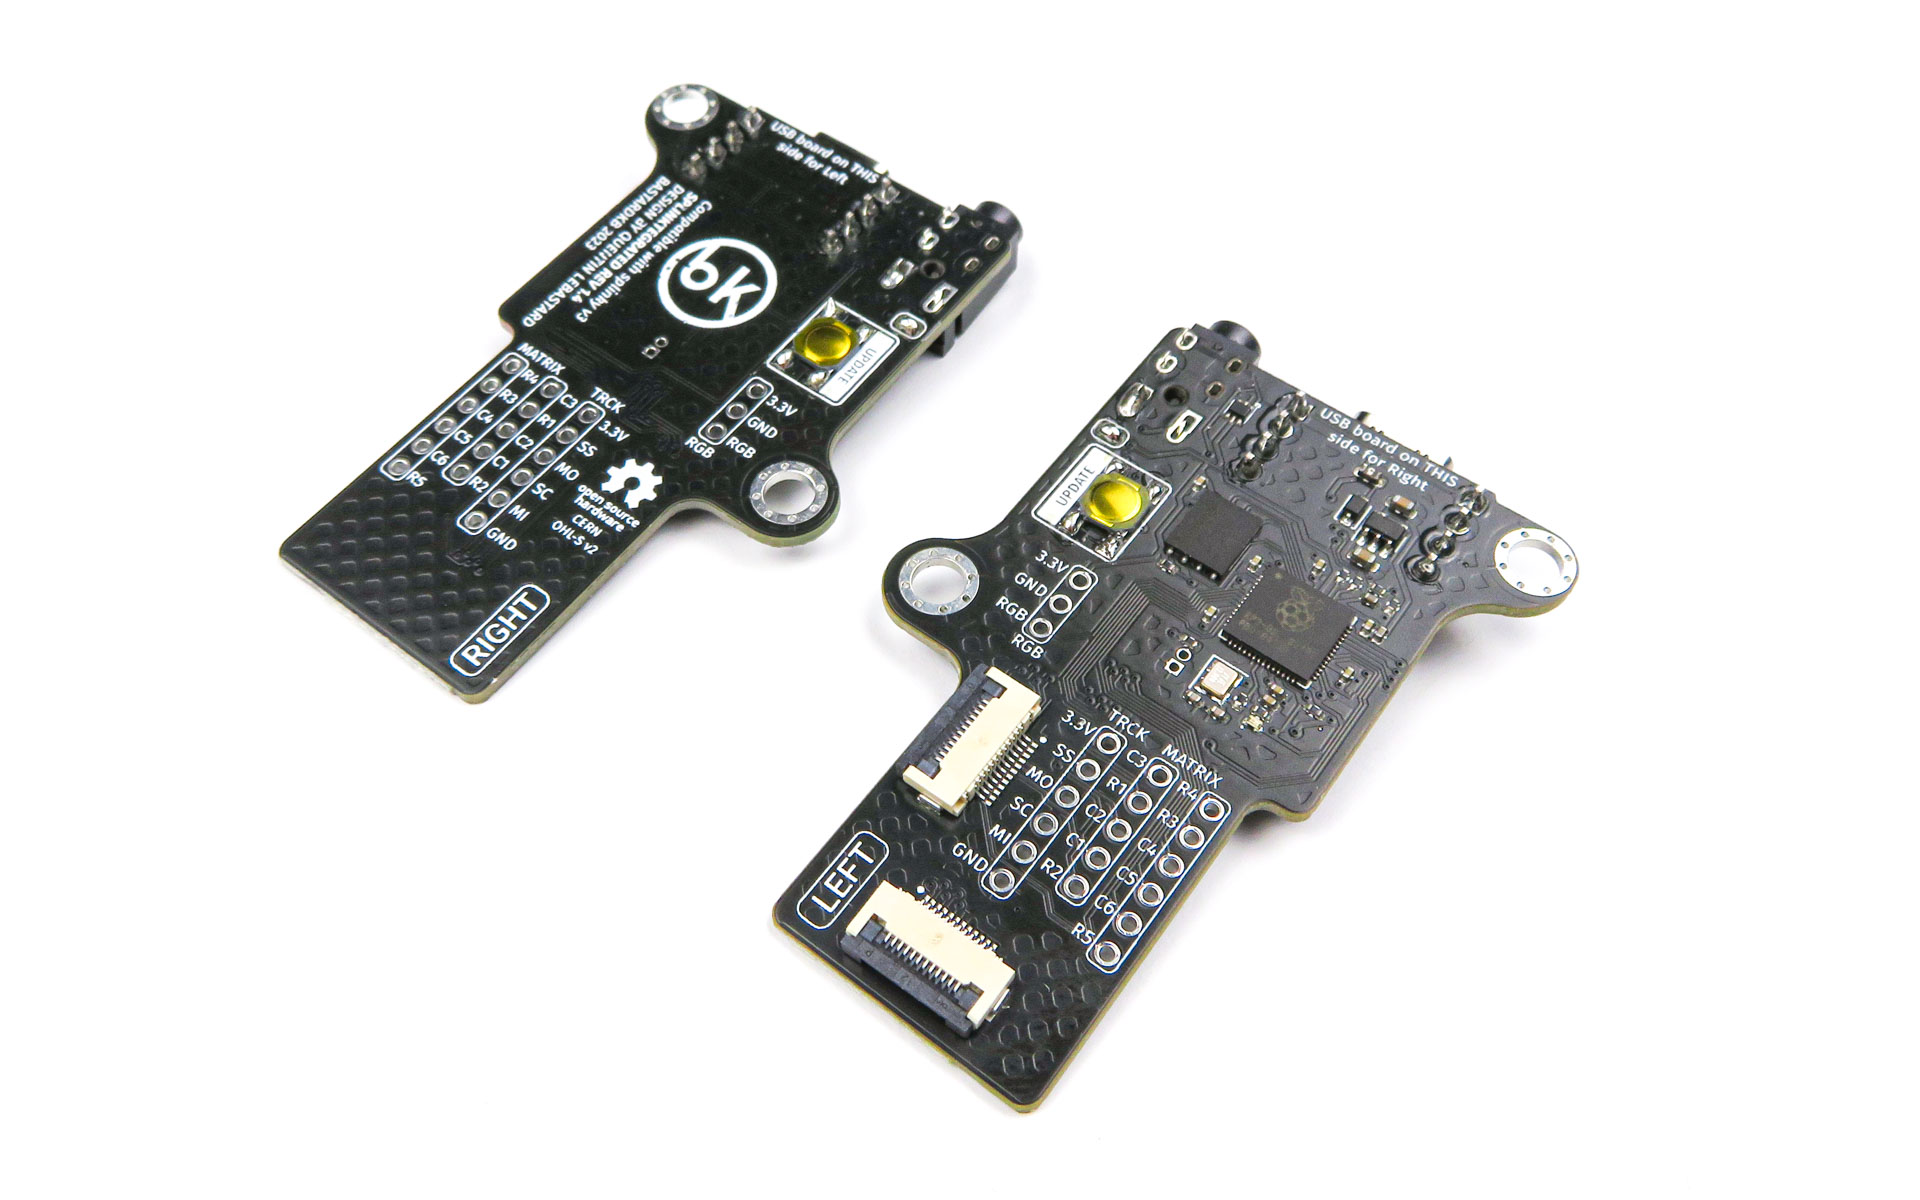 USB board on THIS
side for Left
Compatible with splinky v3
SPLINKTEGRATED REV 1.4
DESIGN BY QUENTIN LEBASTARD
BASTARDKB 2023
bk
UPDATE
3.3V
GND
RGB
RGB
MATRIX
R4
R3
C4
C5
C6
R5
C3
R1
C2
C1
R2
TRCK
3.3V
SS
MO
SC
MI
GND
open source
hardware
CERN
OHL-S v2
RIGHT
USB board on THIS
side for Right
UPDATE
3.3V
GND
RGB
RGB
TRCK
3.3V
SS
MO
SC
MI
GND
MATRIX
C3
R1
C2
C1
R2
R4
R3
C4
C5
C6
R5
LEFT